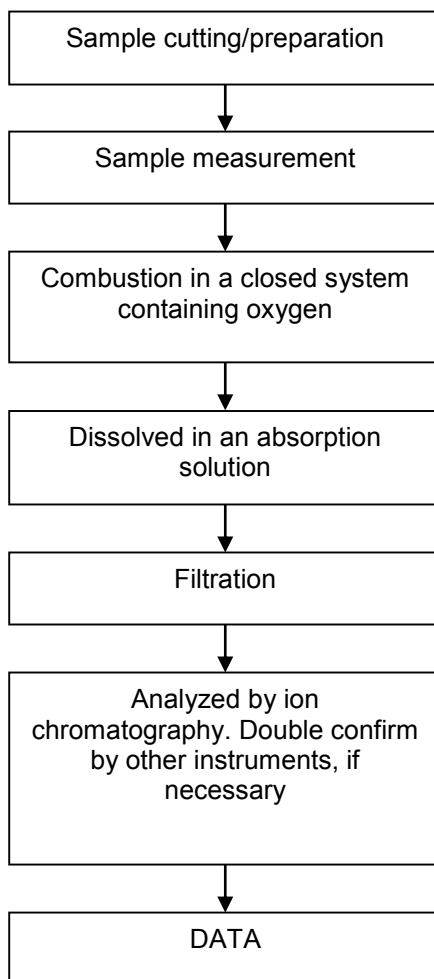 Sample cutting/preparation
Sample measurement
Combustion in a closed system
containing oxygen
Dissolved in an absorption
solution
Filtration
Analyzed by ion
chromatography. Double confirm
by other instruments, if
necessary
DATA